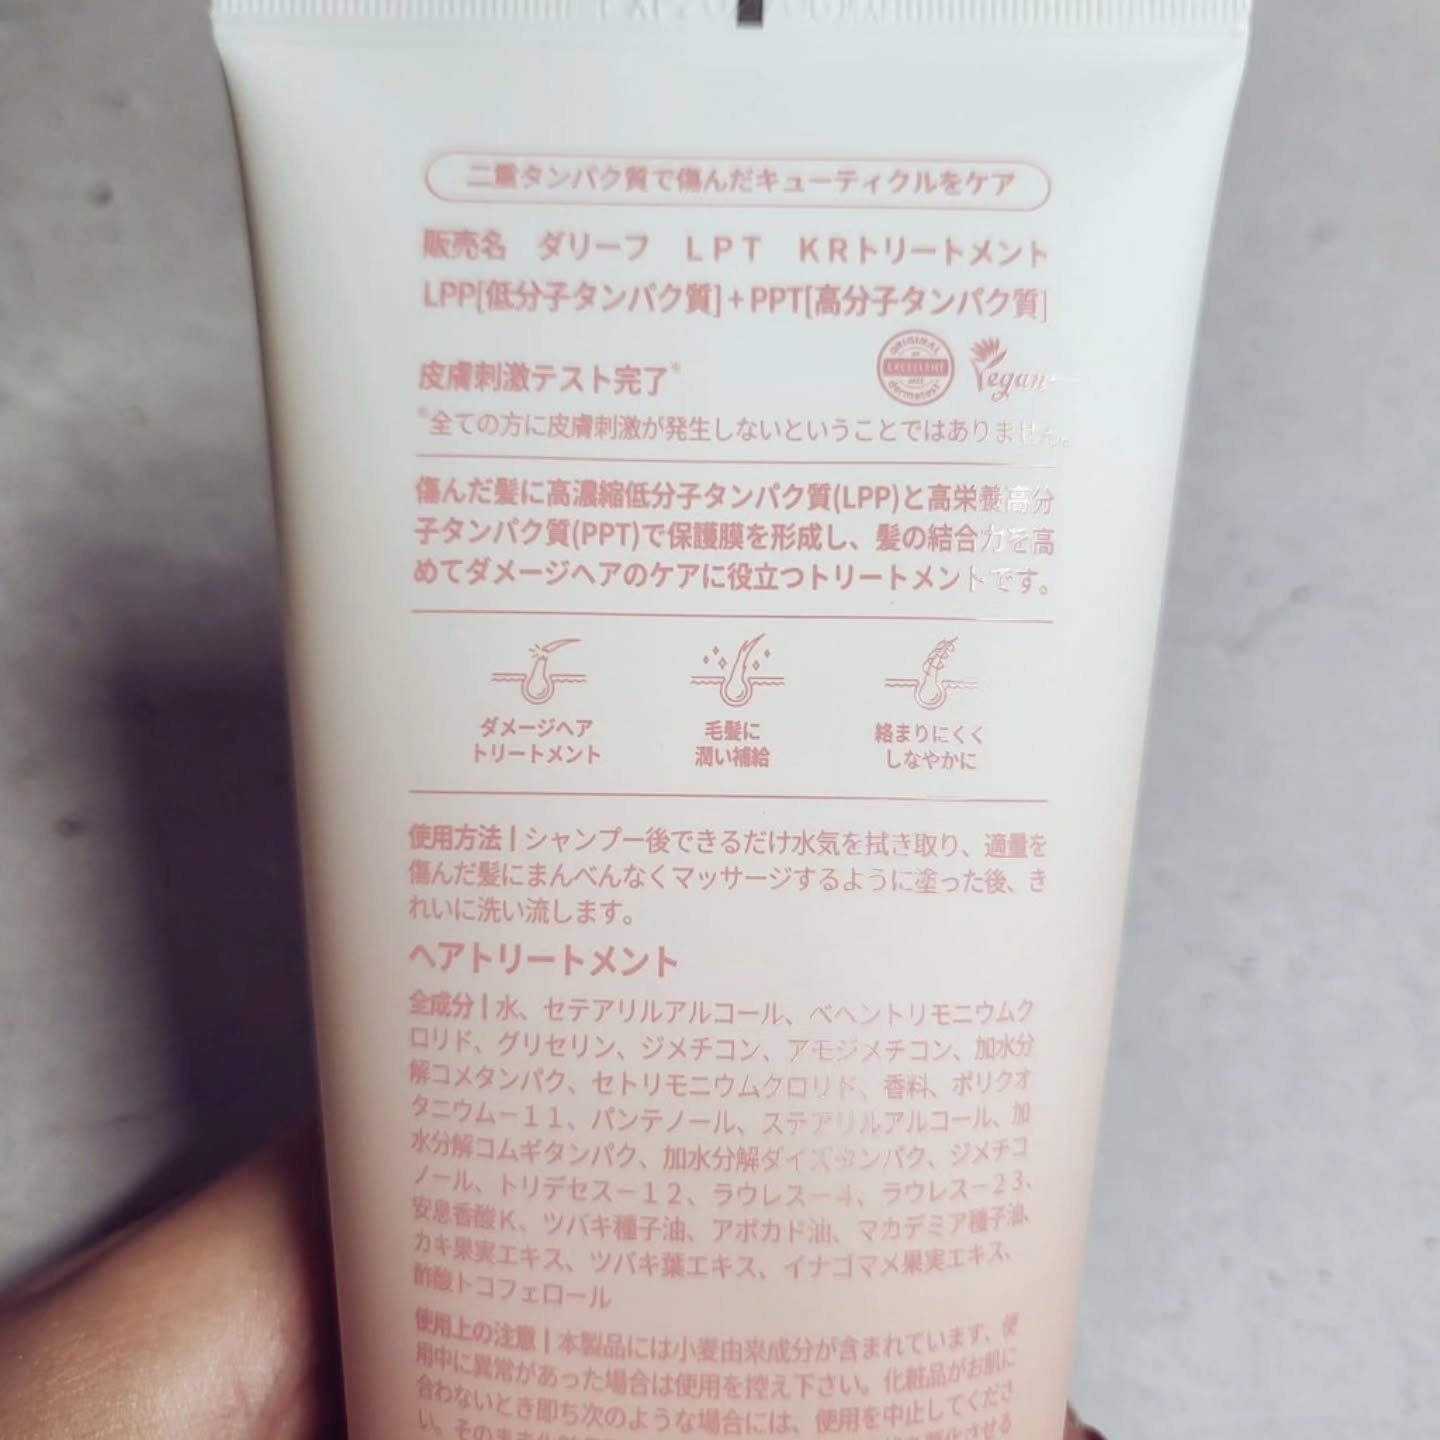 二重タンパク質で傷んだキューティクルをケア
販売名 ダリーフ LPT KRトリートメント
LPP[低分子タンパク質]+PPT[高分子タンパク質]
皮膚刺激テスト完了※
ORIGINAL EXCELLENT dermatest
Vegan
※全ての方に皮膚刺激が発生しないということではありません。
傷んだ髪に高濃縮低分子タンパク質(LPP)と高栄養高分
子タンパク質(PPT)で保護膜を形成し、髪の結合力を高
めてダメージヘアのケアに役立つトリートメントです。
ダメージヘア
トリートメント
毛髪に
潤い補給
絡まりにくく
しなやかに
使用方法 | シャンプー後できるだけ水気を拭き取り、適量を
傷んだ髪にまんべんなくマッサージするように塗った後、き
れいに洗い流します。
ヘアトリートメント
全成分 | 水、セテアリルアルコール、ベヘントリモニウムク
ロリド、グリセリン、ジメチコン、アモジメチコン、加水分
解コメタンパク、セトリモニウムクロリド、香料、ポリクオ
タニウム－１１、パンテノール、ステアリルアルコール、加
水分解コムギタンパク、加水分解ダイズタンパク、ジメチコ
ノール、トリデセス－１２、ラウレス－４、ラウレス－２３、
安息香酸Ｋ、ツバキ種子油、アボカド油、マカデミア種子油、
カキ果実エキス、ツバキ葉エキス、イナゴマメ果実エキス、
酢酸トコフェロール
使用上の注意 | 本製品には小麦由来成分が含まれています、使
用中に異常があった場合は使用を控え下さい。化粧品がお肌に
合わないとき即ち次のような場合には、使用を中止してくださ
い。そのまま化粧